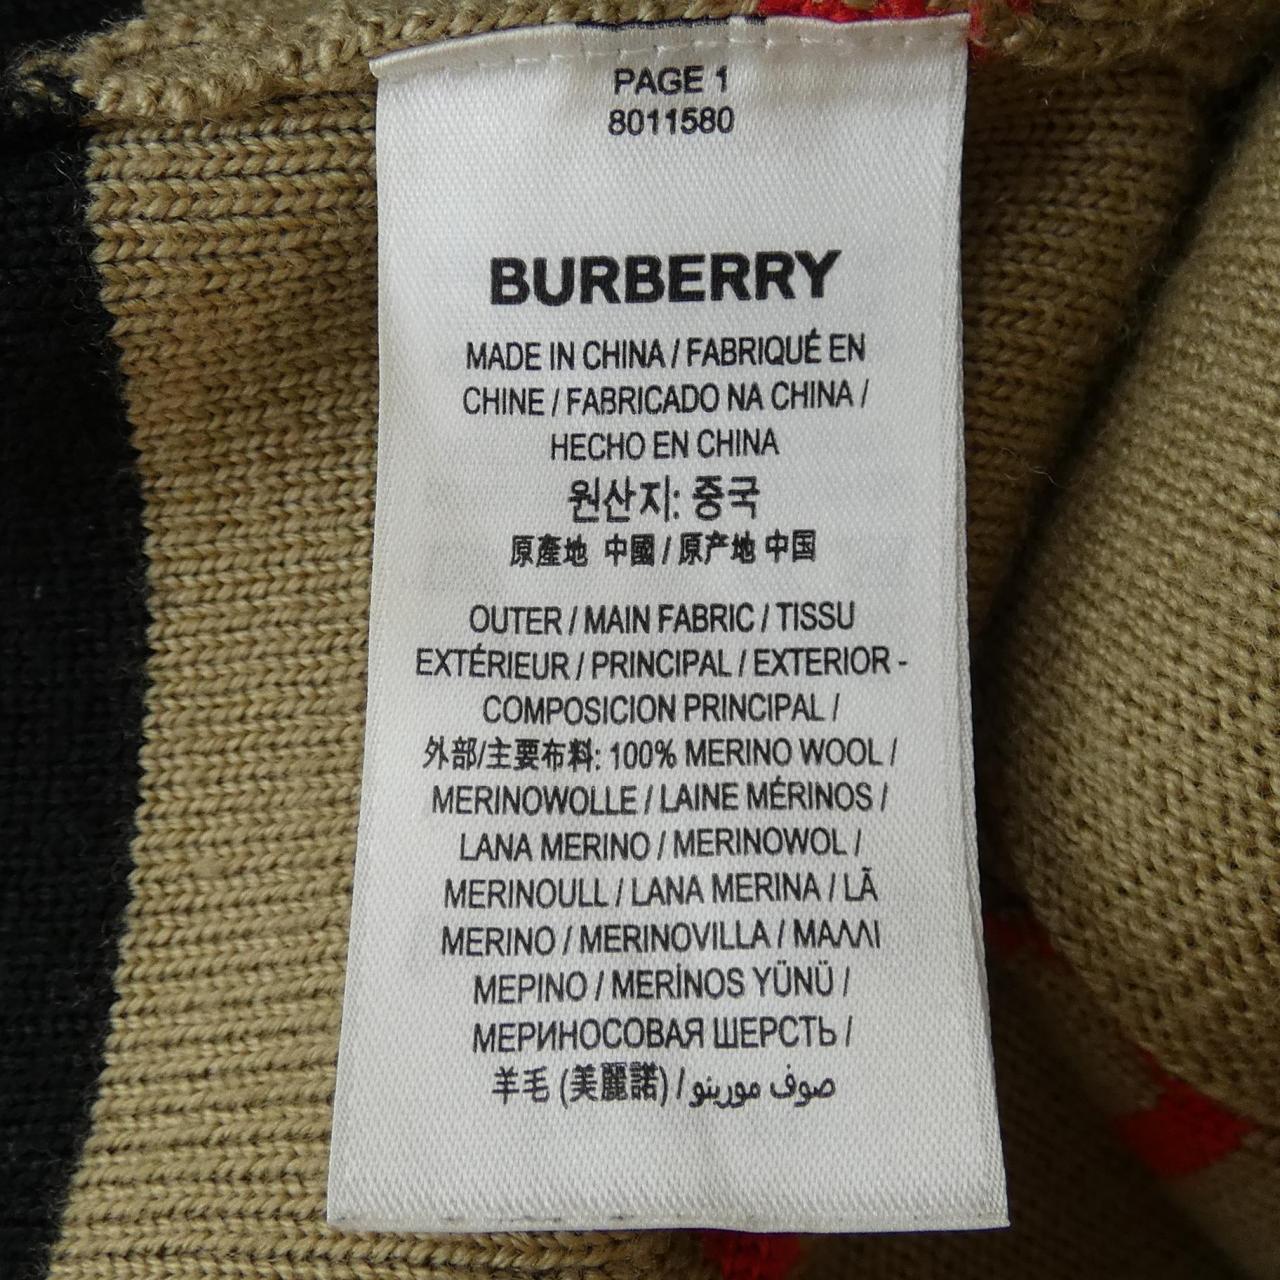 PAGE 1
8011580
BURBERRY
MADE IN CHINA / FABRIQUÉ EN
CHINE / FABRICADO NA CHINA /
HECHO EN CHINA
원산지: 중국
原產地 中國 / 原产地 中国
OUTER / MAIN FABRIC / TISSU
EXTÉRIEUR / PRINCIPAL / EXTERIOR -
COMPOSICION PRINCIPAL /
外部/主要布料: 100% MERINO WOOL /
MERINOWOLLE / LAINE MÉRINOS /
LANA MERINO / MERINOWOL /
MERINOULL / LANA MERINA / LÃ
MERINO / MERINOVILLA / ΜΑΛΛΙ
ΜΕΡΙΝΟ / MERİNOS YÜNÜ /
МЕРИНОСОВАЯ ШЕРСТЬ /
羊毛 (美麗諾) / صوف مورينو